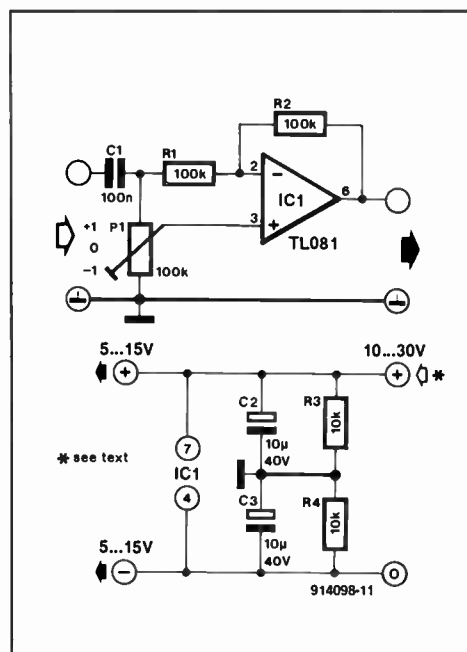 R2
100k
C1
R1
100n
100k
2
−
6
IC1
3
+
TL081
P1
+1
0
−1
100k
5...15V
10...30V
+
+
*
C2
R3
7
10µ
40V
10k
* see text
IC1
4
C3
R4
10µ
40V
10k
5...15V
−
0
914098-11